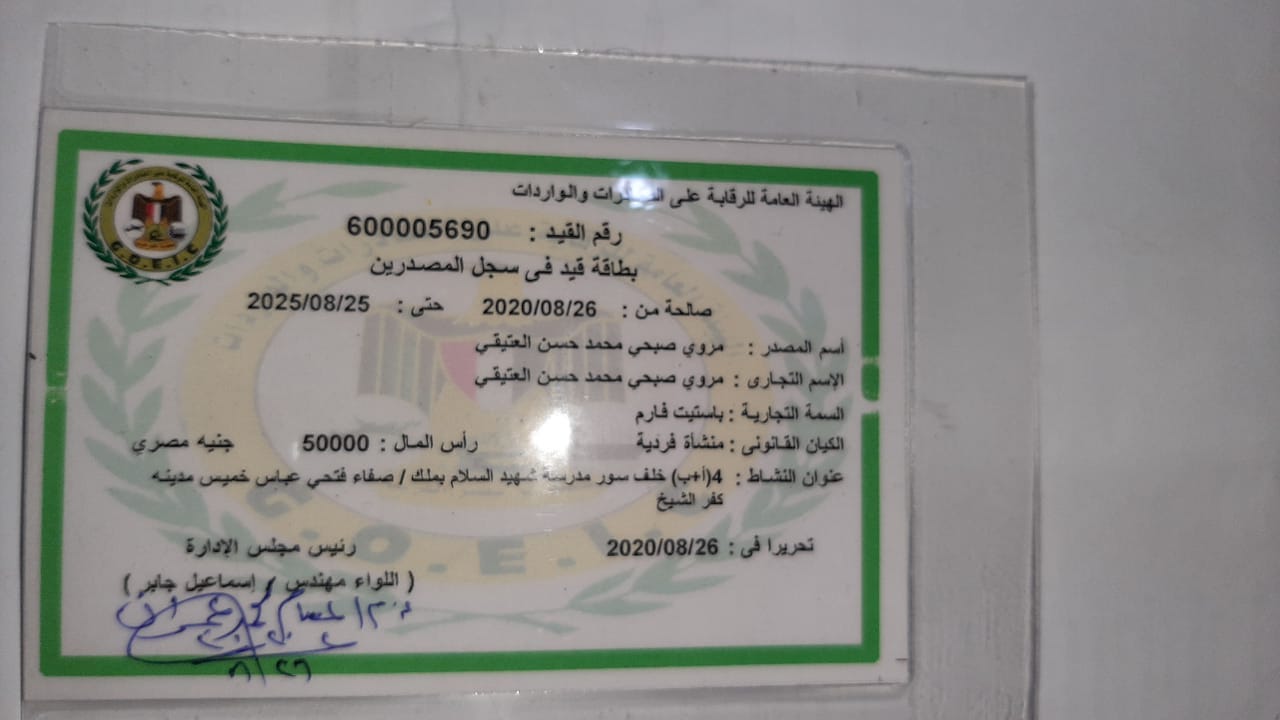 الهيئة العامة للرقابة على الصادرات والواردات
رقم القيد : 600005690
بطاقة قيد فى سجل المصدرين
صالحة من : 2020/08/26 حتى : 2025/08/25
أسم المصدر : مروي صبحي محمد حسن العتيقي
الإسم التجارى : مروي صبحي محمد حسن العتيقي
السمة التجارية : باستيت فارم
الكيان القانونى : منشأة فردية رأس المال : 50000 جنيه مصري
عنوان النشاط : 4(أ+ب) خلف سور مدرسة شهيد السلام بملك / صفاء فتحي عباس خميس مدينه
كفر الشيخ
تحريرا فى : 2020/08/26
رئيس مجلس الإدارة
( اللواء مهندس / إسماعيل جابر )
٨/٢٦
G.O.E.I.C